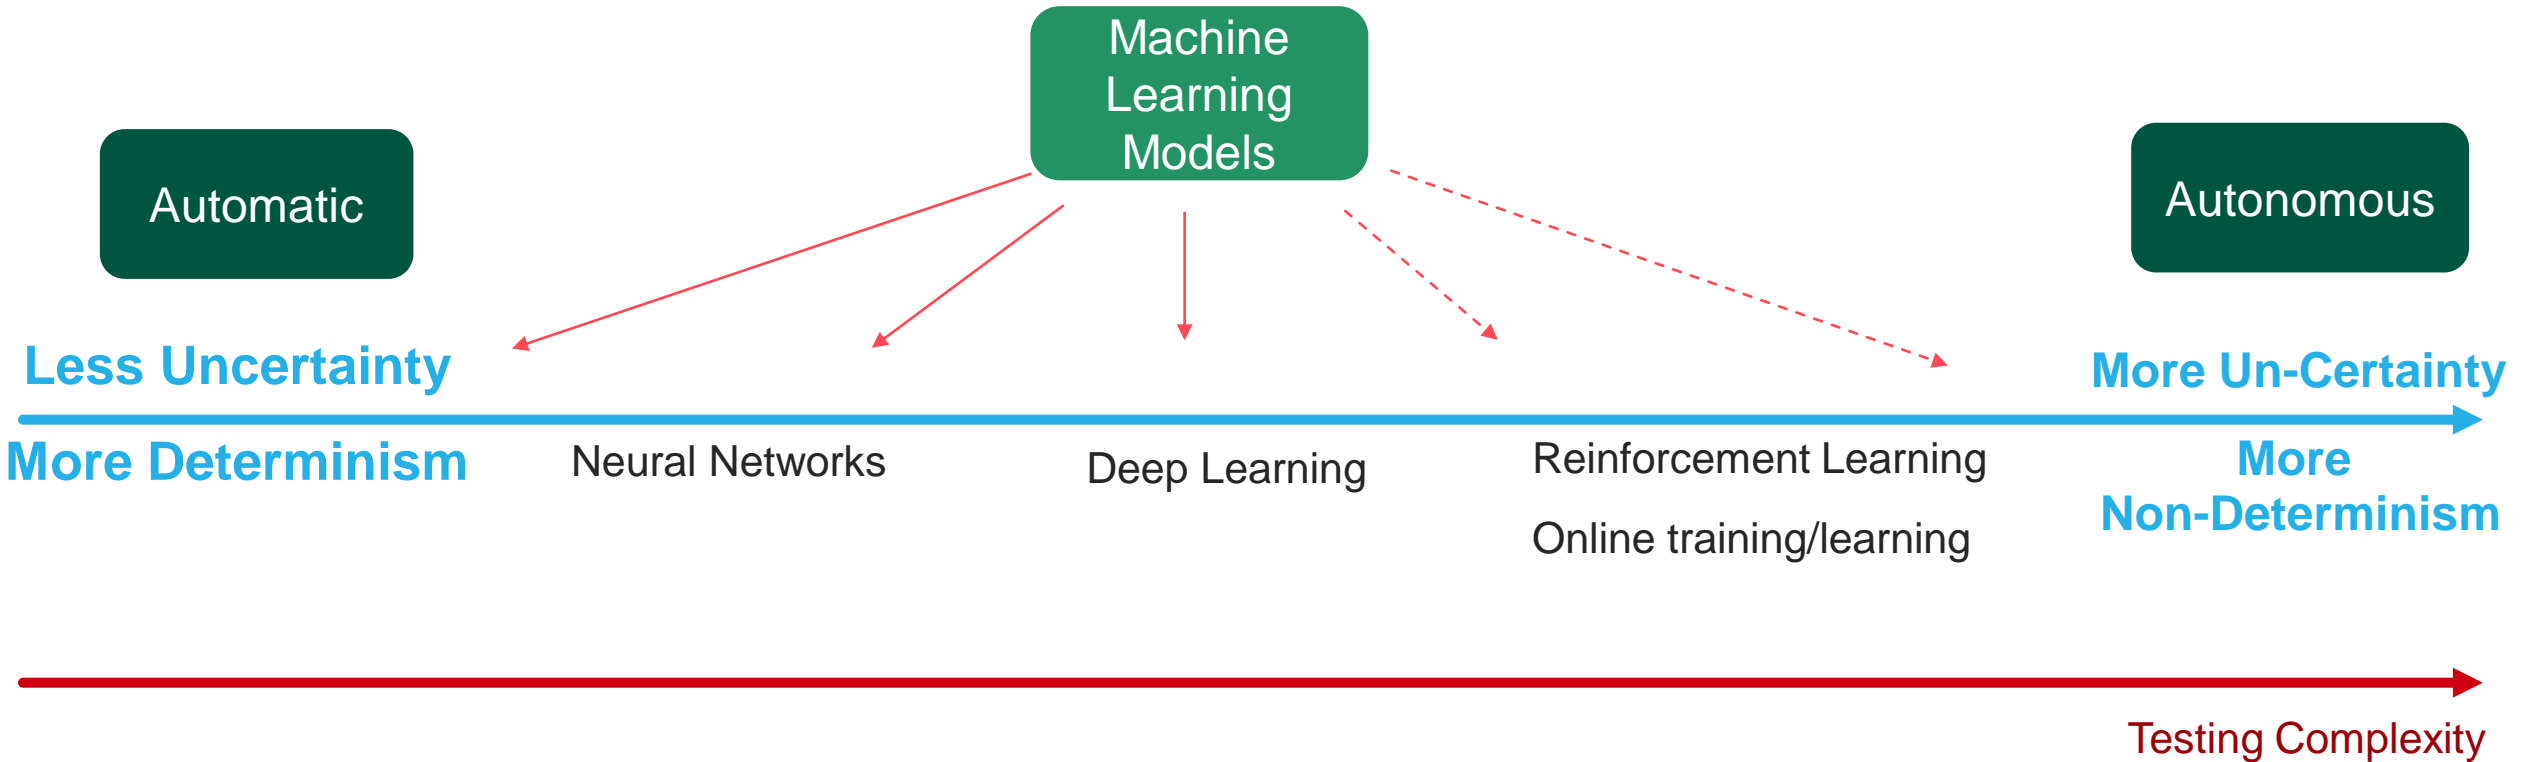 Machine
Learning
Models
Automatic
Autonomous
Less Uncertainty
More Un-Certainty
More Determinism
Neural Networks
Deep Learning
Reinforcement Learning
Online training/learning
More
Non-Determinism
Testing Complexity